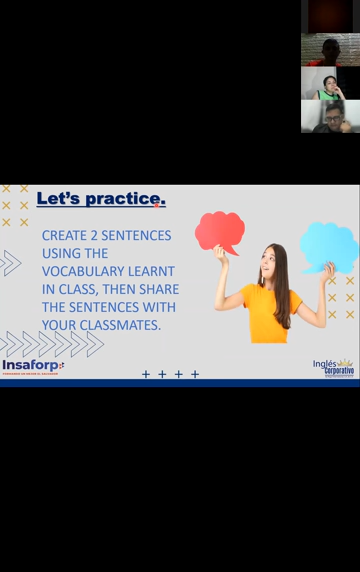 Let's practice.
CREATE 2 SENTENCES
USING THE
VOCABULARY LEARNT
IN CLASS, THEN SHARE
THE SENTENCES WITH
YOUR CLASSMATES.
Insaforp
Inglés
Corporativo